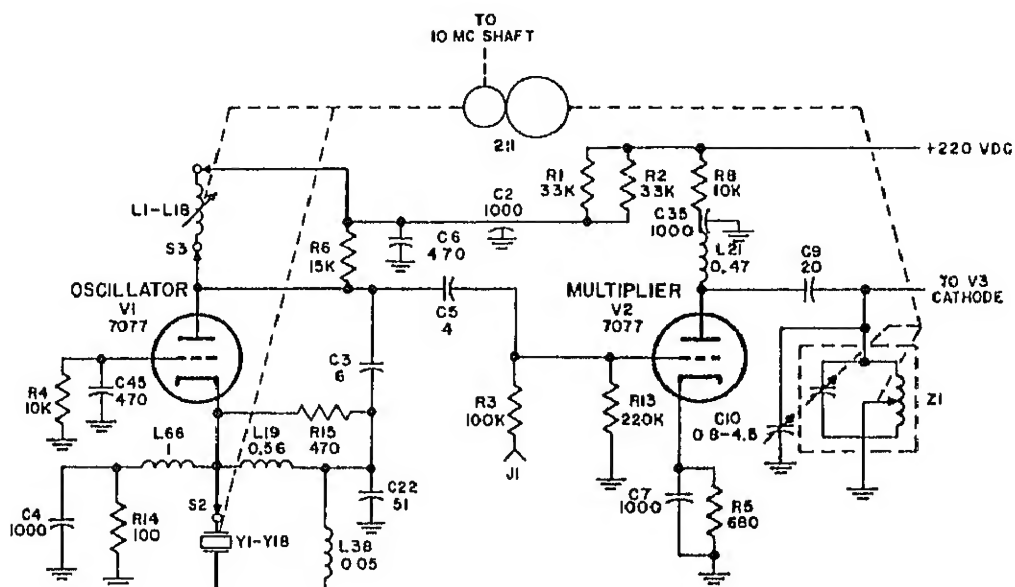 TO
10 MC SHAFT
2:1
+220 VDC
R1
33K
R2
33K
R8
10K
C2
1000
C35
1000
L1-L18
S3
R6
15K
C6
470
L21
0.47
C9
20
OSCILLATOR
V1
7077
C5
4
MULTIPLIER
V2
7077
TO V3
CATHODE
R4
10K
C45
470
C3
6
R3
100K
R13
220K
C10
0.8-4.5
Z1
L66
1
L19
0.56
R15
470
J1
C4
1000
R14
100
S2
Y1-Y18
C22
51
L38
0.05
C7
1000
R5
680